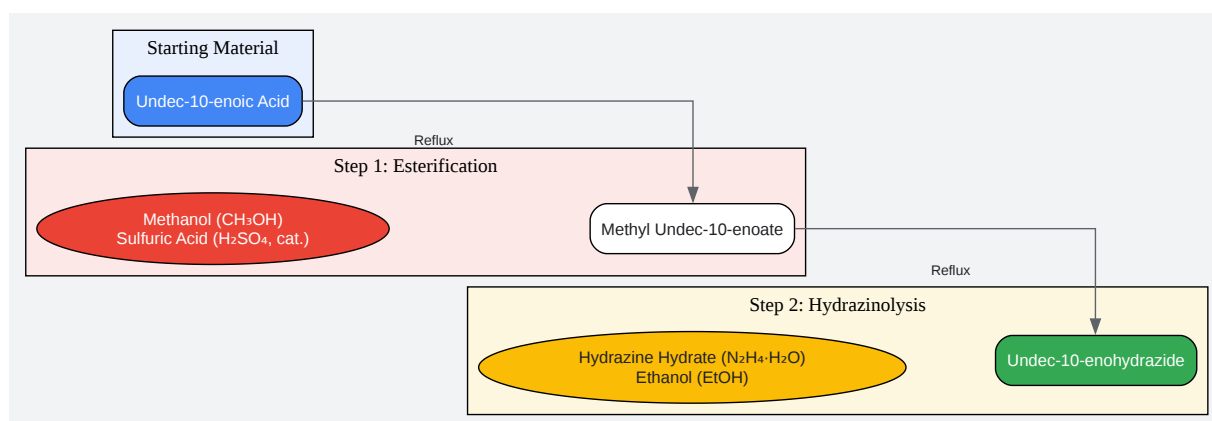 Starting Material
Undec-10-enoic Acid
Reflux
Step 1: Esterification
Methanol (CH₃OH)
Sulfuric Acid (H₂SO₄, cat.)
Methyl Undec-10-enoate
Reflux
Step 2: Hydrazinolysis
Hydrazine Hydrate (N₂H₄·H₂O)
Ethanol (EtOH)
Undec-10-enohydrazide